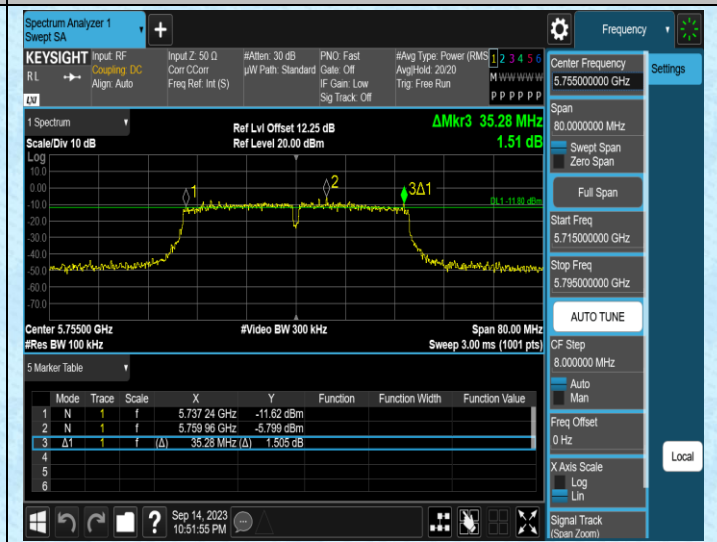 Spectrum Analyzer 1
Swept SA
+
Frequency
KEYSIGHT
RL
LXI
Input: RF
Coupling: DC
Align: Auto
Input Z: 50 Ω
Corr CCorr
Freq Ref: Int (S)
#Atten: 30 dB
µW Path: Standard
PNO: Fast
Gate: Off
IF Gain: Low
Sig Track: Off
#Avg Type: Power (RMS
Avg|Hold: 20/20
Trig: Free Run
1 2 3 4 5 6
M W W W W W
P P P P P P
1 Spectrum
Scale/Div 10 dB
Ref Lvl Offset 12.25 dB
Ref Level 20.00 dBm
ΔMkr3 35.28 MHz
1.51 dB
Log
10.0
0.00
-10.0
-20.0
-30.0
-40.0
-50.0
-60.0
-70.0
1
2
3Δ1
DL1 -11.80 dBm
Center 5.75500 GHz
#Res BW 100 kHz
#Video BW 300 kHz
Span 80.00 MHz
Sweep 3.00 ms (1001 pts)
5 Marker Table
Mode Trace Scale X Y Function Function Width Function Value
1 N 1 f 5.737 24 GHz -11.62 dBm
2 N 1 f 5.759 96 GHz -5.799 dBm
3 Δ1 1 f (Δ) 35.28 MHz (Δ) 1.505 dB
4
5
6
Center Frequency
5.755000000 GHz
Span
80.0000000 MHz
Swept Span
Zero Span
Full Span
Start Freq
5.715000000 GHz
Stop Freq
5.795000000 GHz
AUTO TUNE
CF Step
8.000000 MHz
Auto
Man
Freq Offset
0 Hz
X Axis Scale
Log
Lin
Signal Track
(Span Zoom)
Settings
Local
?
Sep 14, 2023
10:51:55 PM